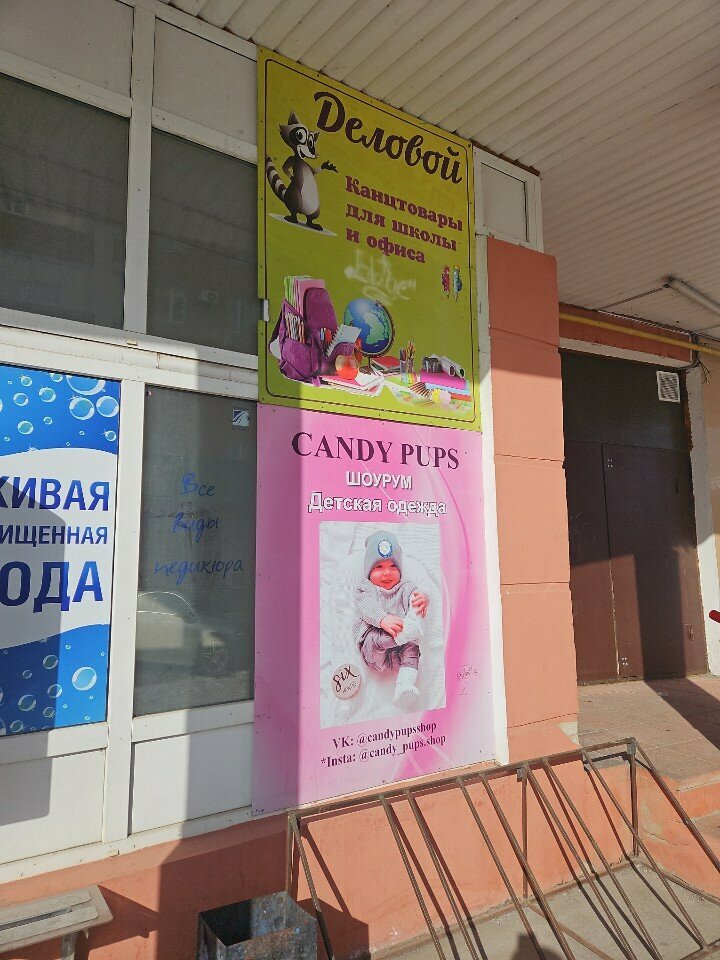 Деловой
Канцтовары
для школы
и офиса
CANDY PUPS
ШОУРУМ
Детская одежда
six
VK: @candypupsshop
*Insta: @candy_pups.shop
ЖИВАЯ
ОДА
Все
виды
педикюра